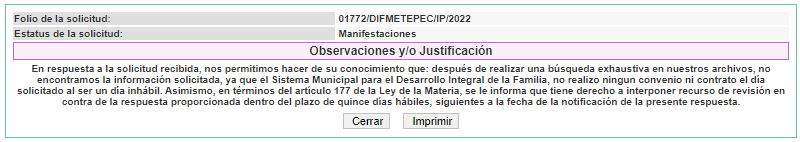 Folio de la solicitud: 01772/DIFMETEPEC/IP/2022
Estatus de la solicitud: Manifestaciones
Observaciones y/o Justificación
En respuesta a la solicitud recibida, nos permitimos hacer de su conocimiento que: después de realizar una búsqueda exhaustiva en nuestros archivos, no
encontramos la información solicitada, ya que el Sistema Municipal para el Desarrollo Integral de la Familia, no realizo ningun convenio ni contrato el día
solicitado al ser un día inhábil. Asimismo, en términos del artículo 177 de la Ley de la Materia, se le informa que tiene derecho a interponer recurso de revisión en
contra de la respuesta proporcionada dentro del plazo de quince días hábiles, siguientes a la fecha de la notificación de la presente respuesta.
Cerrar Imprimir